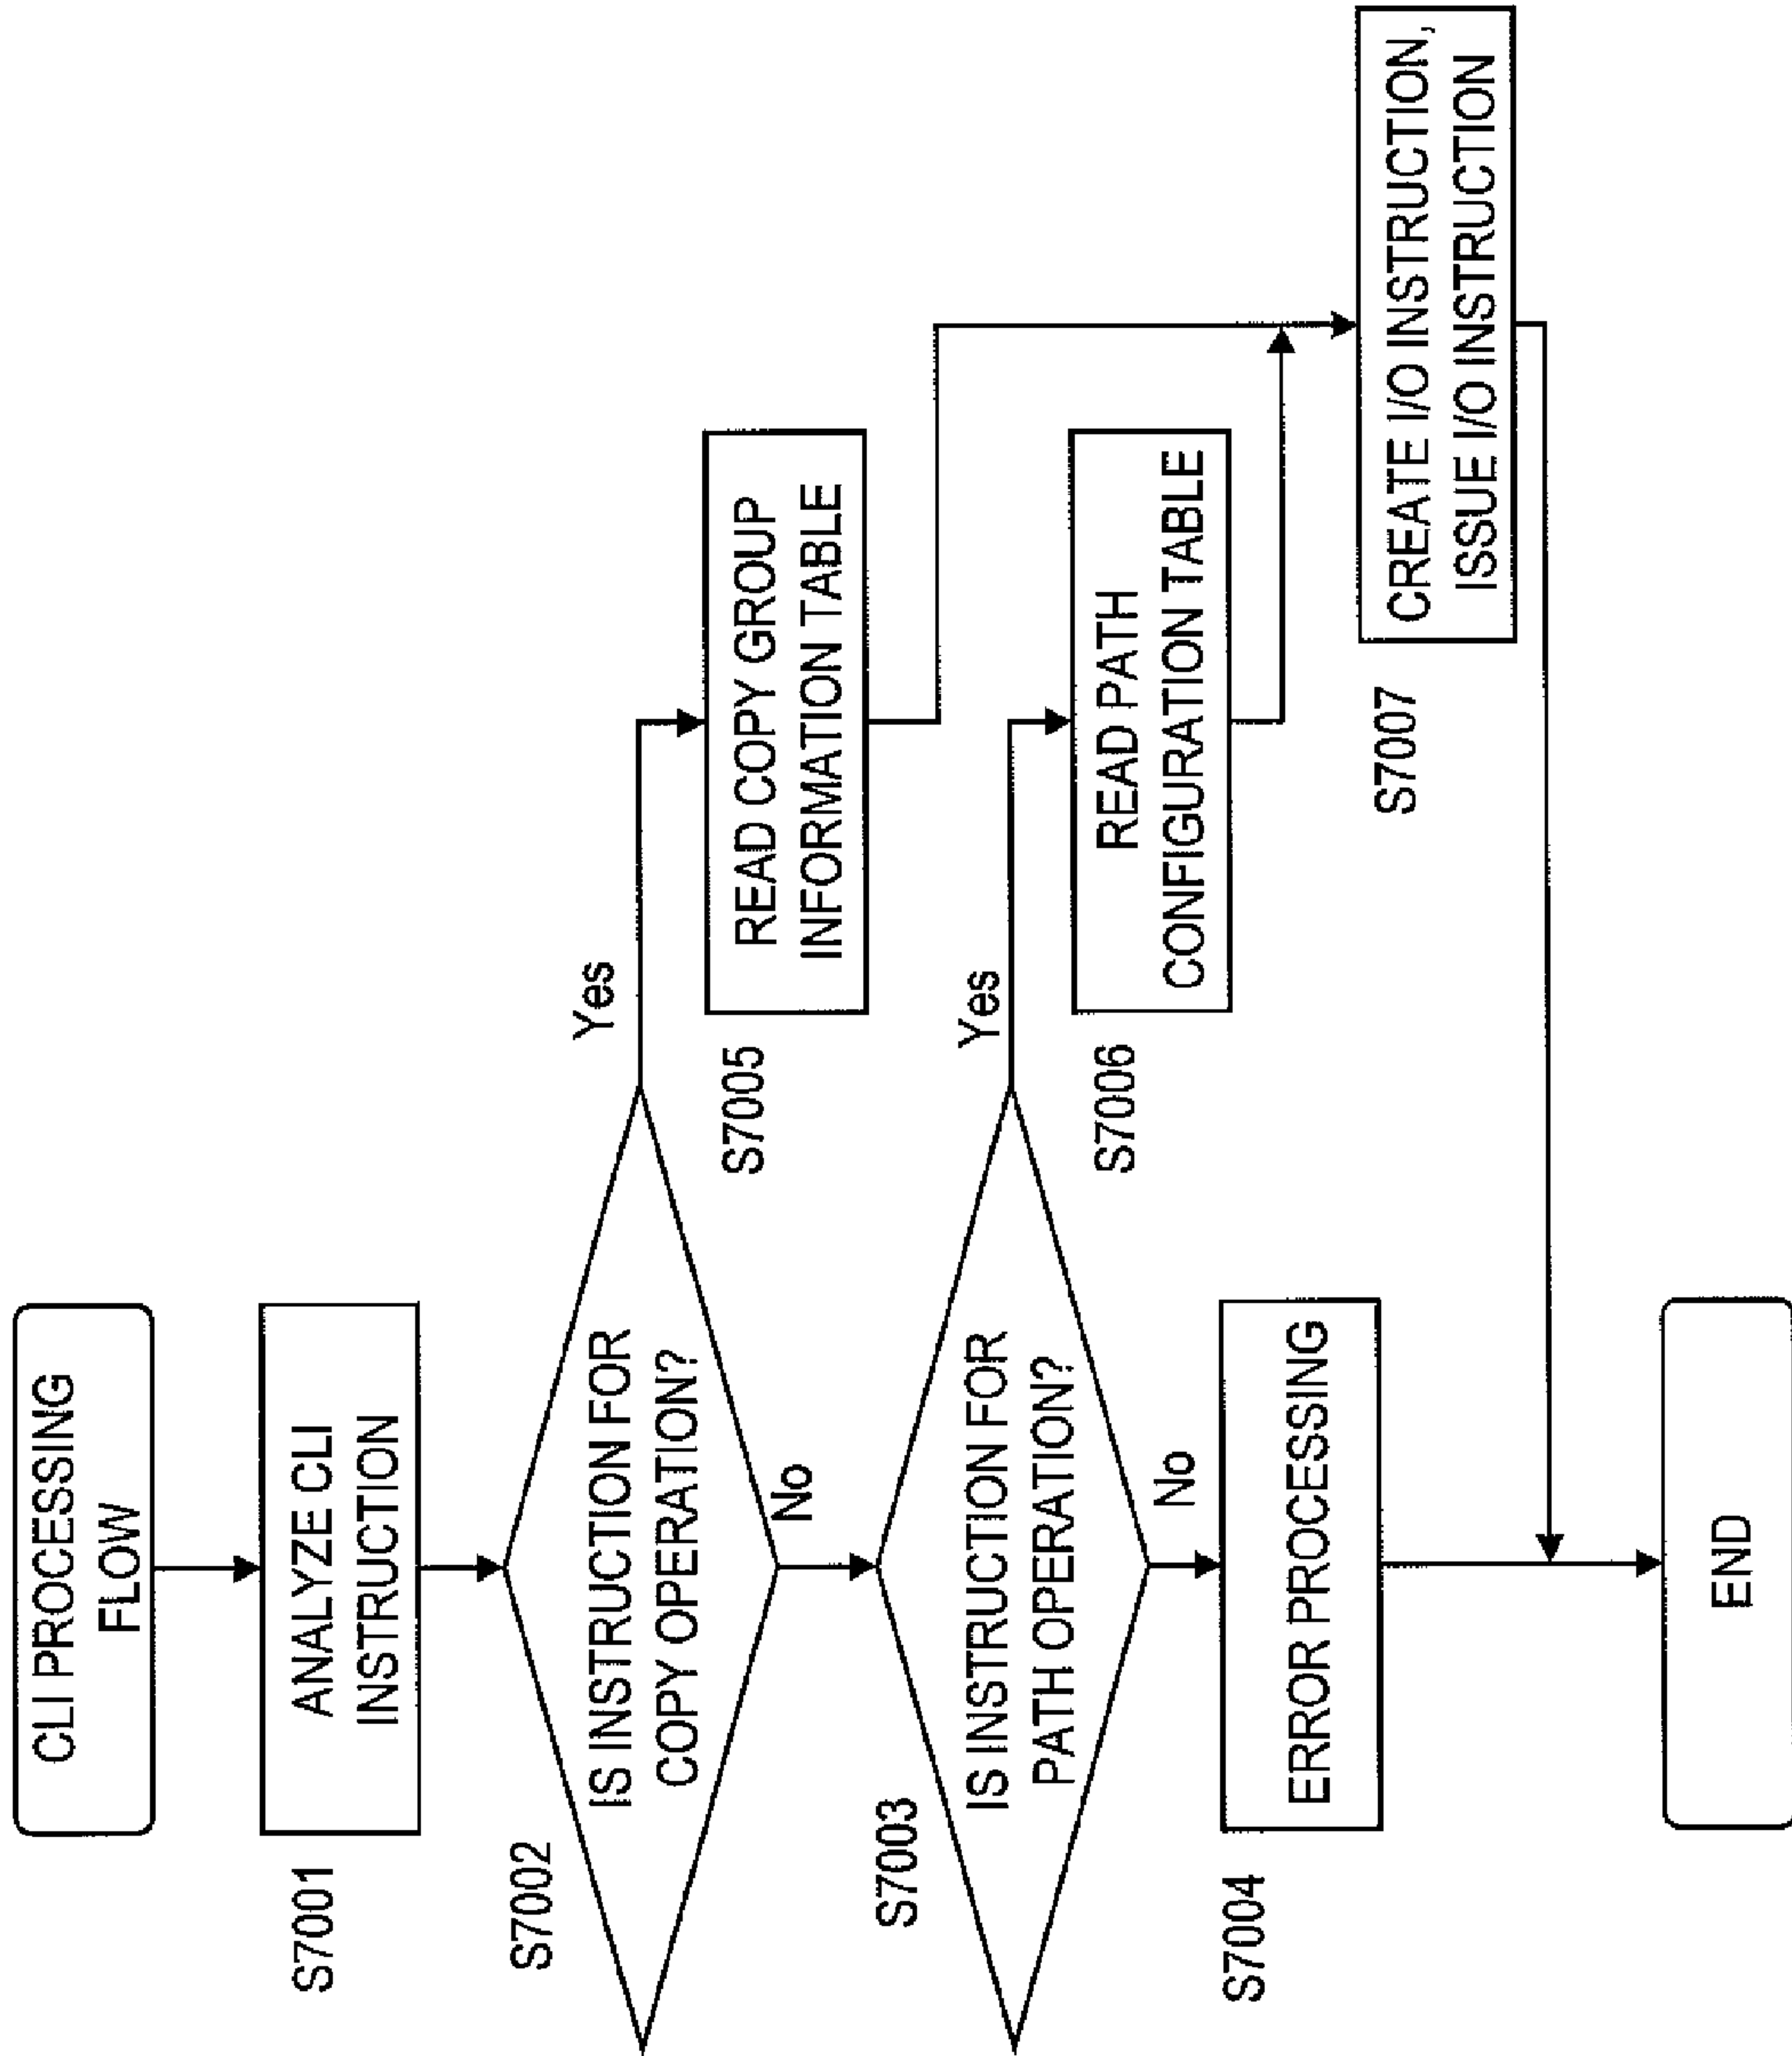 CLI PROCESSING
FLOW
S7001
ANALYZE CLI
INSTRUCTION
S7002
IS INSTRUCTION FOR
COPY OPERATION?
Yes
No
S7005
READ COPY GROUP
INFORMATION TABLE
S7003
IS INSTRUCTION FOR
PATH OPERATION?
Yes
No
S7006
READ PATH
CONFIGURATION TABLE
S7004
ERROR PROCESSING
S7007
CREATE I/O INSTRUCTION,
ISSUE I/O INSTRUCTION
END